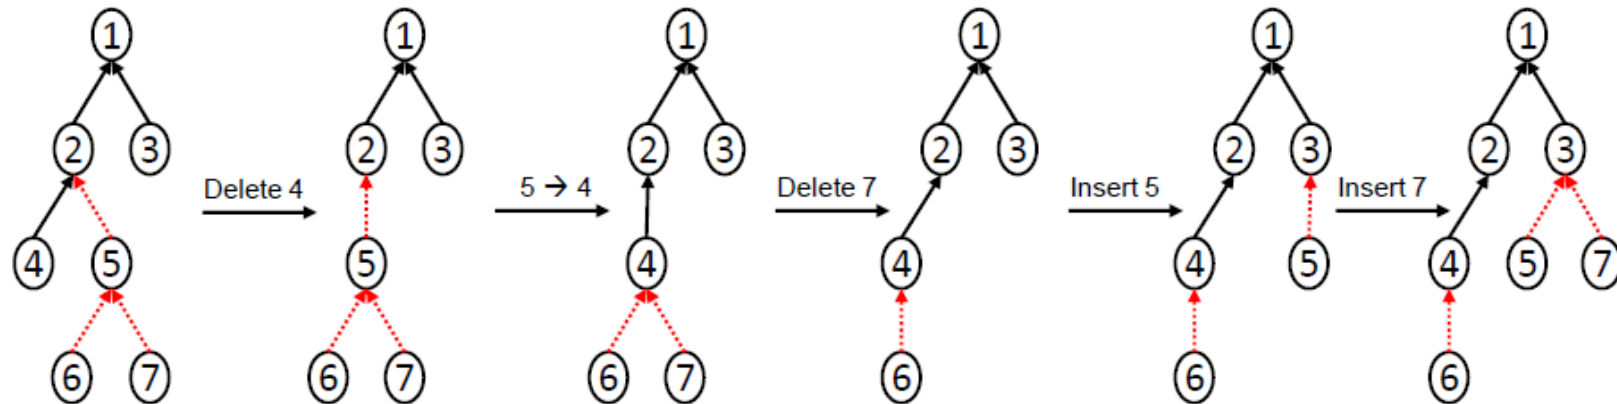 1 1 1 1 1 1
2 3 2 3 2 3 2 3 2 3 2 3
Delete 4 5 → 4 Delete 7 Insert 5 Insert 7
4 5 5 4 4 4 5 4 5 7
6 7 6 7 6 7 6 6 6